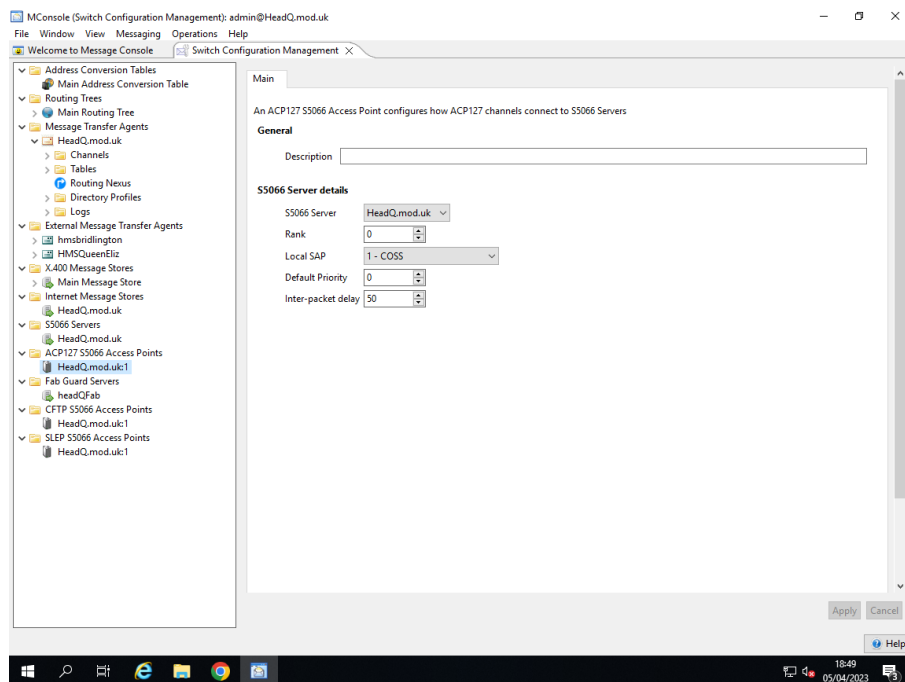 MConsole (Switch Configuration Management): admin@HeadQ.mod.uk
File Window View Messaging Operations Help
Welcome to Message Console
Switch Configuration Management
Address Conversion Tables
Main Address Conversion Table
Routing Trees
Main Routing Tree
Message Transfer Agents
HeadQ.mod.uk
Channels
Tables
Routing Nexus
Directory Profiles
Logs
External Message Transfer Agents
hmsbridlington
HMSQueenEliz
X.400 Message Stores
Main Message Store
Internet Message Stores
HeadQ.mod.uk
S5066 Servers
HeadQ.mod.uk
ACP127 S5066 Access Points
HeadQ.mod.uk:1
Fab Guard Servers
headQFab
CFTP S5066 Access Points
HeadQ.mod.uk:1
SLEP S5066 Access Points
HeadQ.mod.uk:1
Main
An ACP127 S5066 Access Point configures how ACP127 channels connect to S5066 Servers
General
Description
S5066 Server details
S5066 Server HeadQ.mod.uk
Rank 0
Local SAP 1 - COSS
Default Priority 0
Inter-packet delay 50
Apply Cancel
Help
18:49
05/04/2023
3